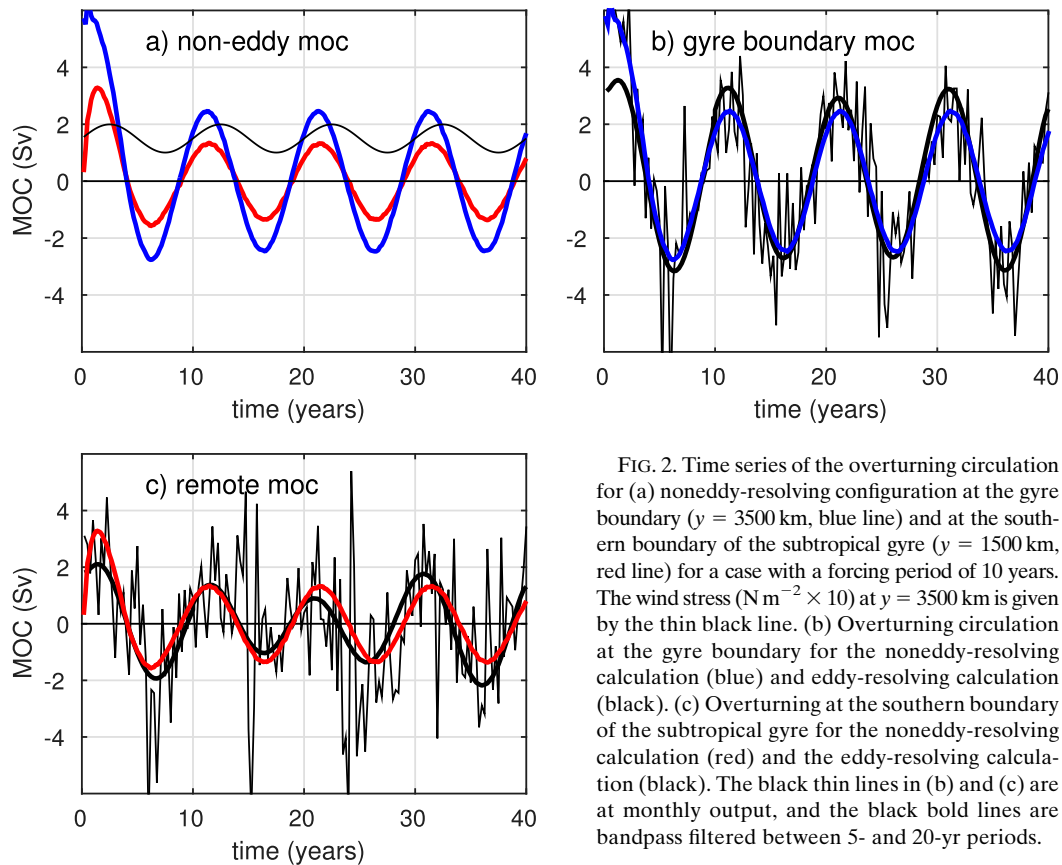 a) non-eddy moc
MOC (Sv)
4
2
0
-2
-4
0
10
20
30
40
time (years)
b) gyre boundary moc
4
2
0
-2
-4
0
10
20
30
40
time (years)
c) remote moc
MOC (Sv)
4
2
0
-2
-4
0
10
20
30
40
time (years)
FIG. 2. Time series of the overturning circulation
for (a) noneddy-resolving configuration at the gyre
boundary (y = 3500 km, blue line) and at the south-
ern boundary of the subtropical gyre (y = 1500 km,
red line) for a case with a forcing period of 10 years.
The wind stress (N m−2 × 10) at y = 3500 km is given
by the thin black line. (b) Overturning circulation
at the gyre boundary for the noneddy-resolving
calculation (blue) and eddy-resolving calculation
(black). (c) Overturning at the southern boundary
of the subtropical gyre for the noneddy-resolving
calculation (red) and the eddy-resolving calcula-
tion (black). The black thin lines in (b) and (c) are
at monthly output, and the black bold lines are
bandpass filtered between 5- and 20-yr periods.